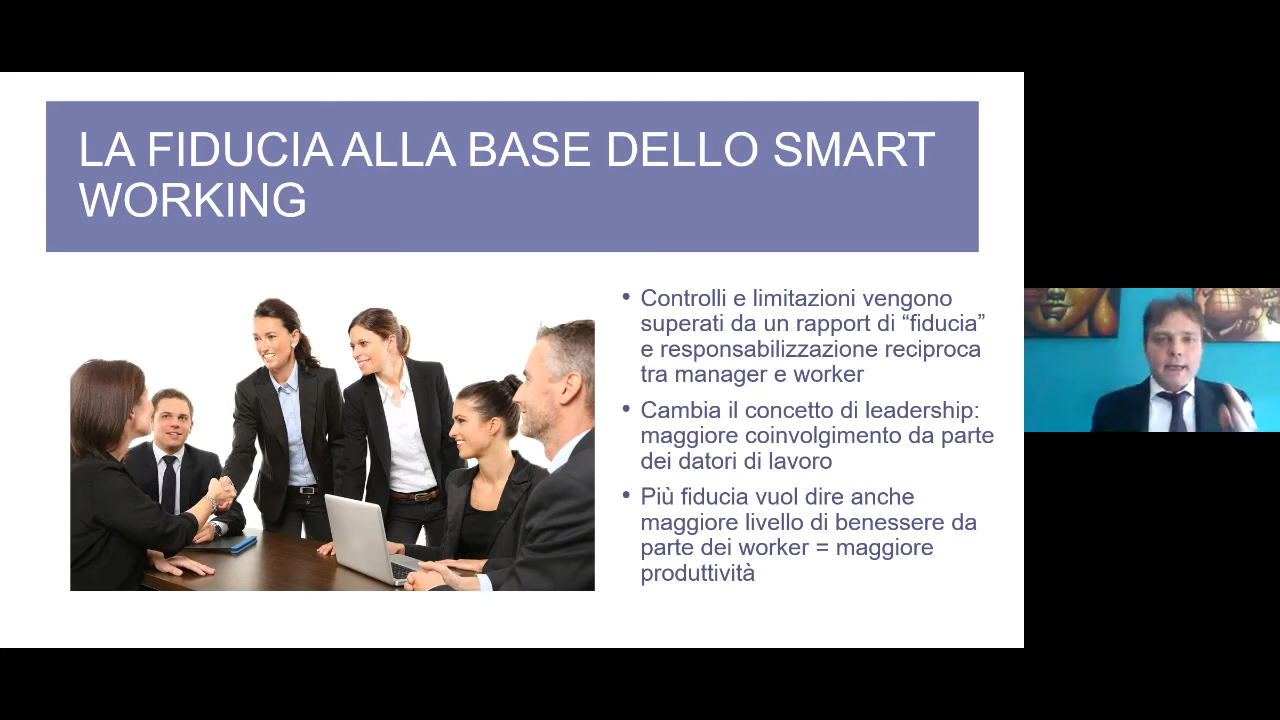 LA FIDUCIA ALLA BASE DELLO SMART
WORKING
• Controlli e limitazioni vengono
superati da un rapport di “fiducia”
e responsabilizzazione reciproca
tra manager e worker
• Cambia il concetto di leadership:
maggiore coinvolgimento da parte
dei datori di lavoro
• Più fiducia vuol dire anche
maggiore livello di benessere da
parte dei worker = maggiore
produttività